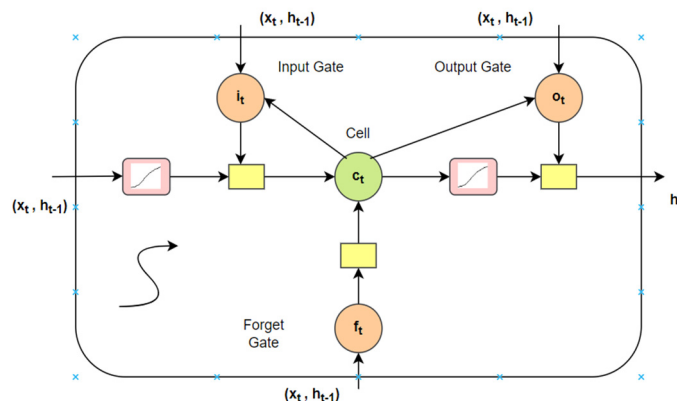 (xt , ht-1)
(xt , ht-1)
Input Gate
Output Gate
it
ot
Cell
ct
(xt , ht-1)
h
Forget
Gate
ft
(xt , ht-1)